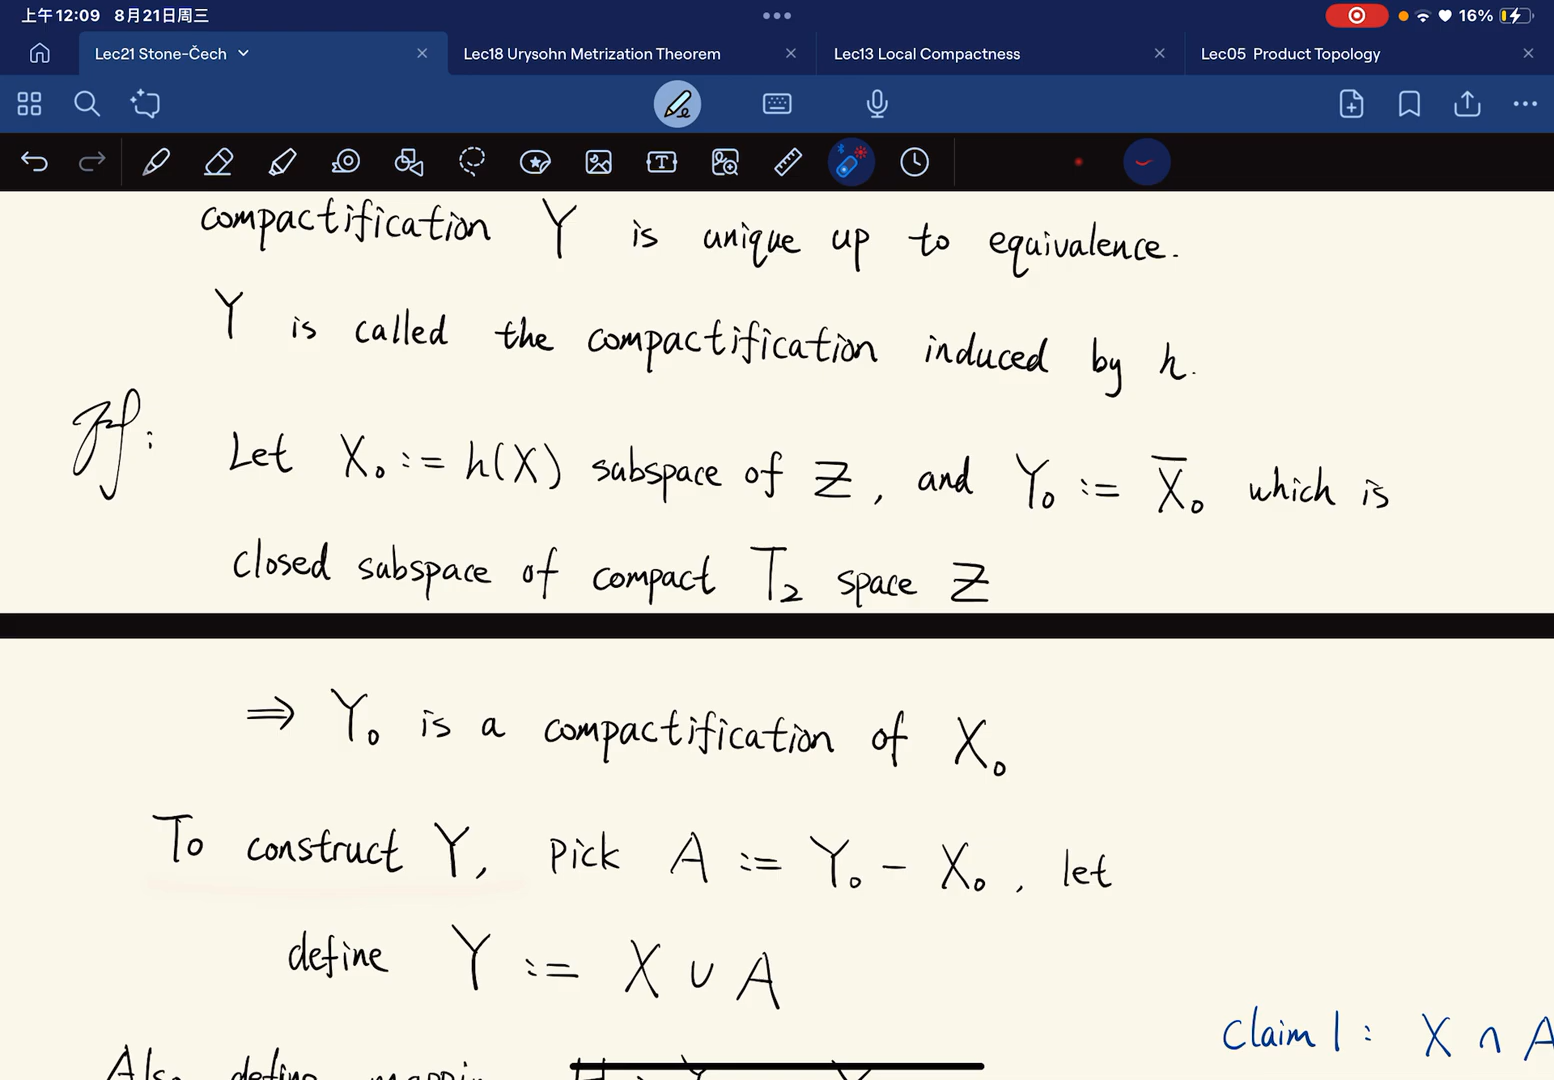 上午12:09 8月21日周三
16%
Lec21 Stone-Čech
Lec18 Urysohn Metrization Theorem
Lec13 Local Compactness
Lec05 Product Topology
compactification Y is unique up to equivalence.
Y is called the compactification induced by h.
Pf: Let X₀ := h(X) subspace of Z, and Y₀ := X̅₀ which is
closed subspace of compact T₂ space Z
⇒ Y₀ is a compactification of X₀
To construct Y, pick A := Y₀ − X₀, let
define Y := X ∪ A
Claim 1: X ∩ A
Also define